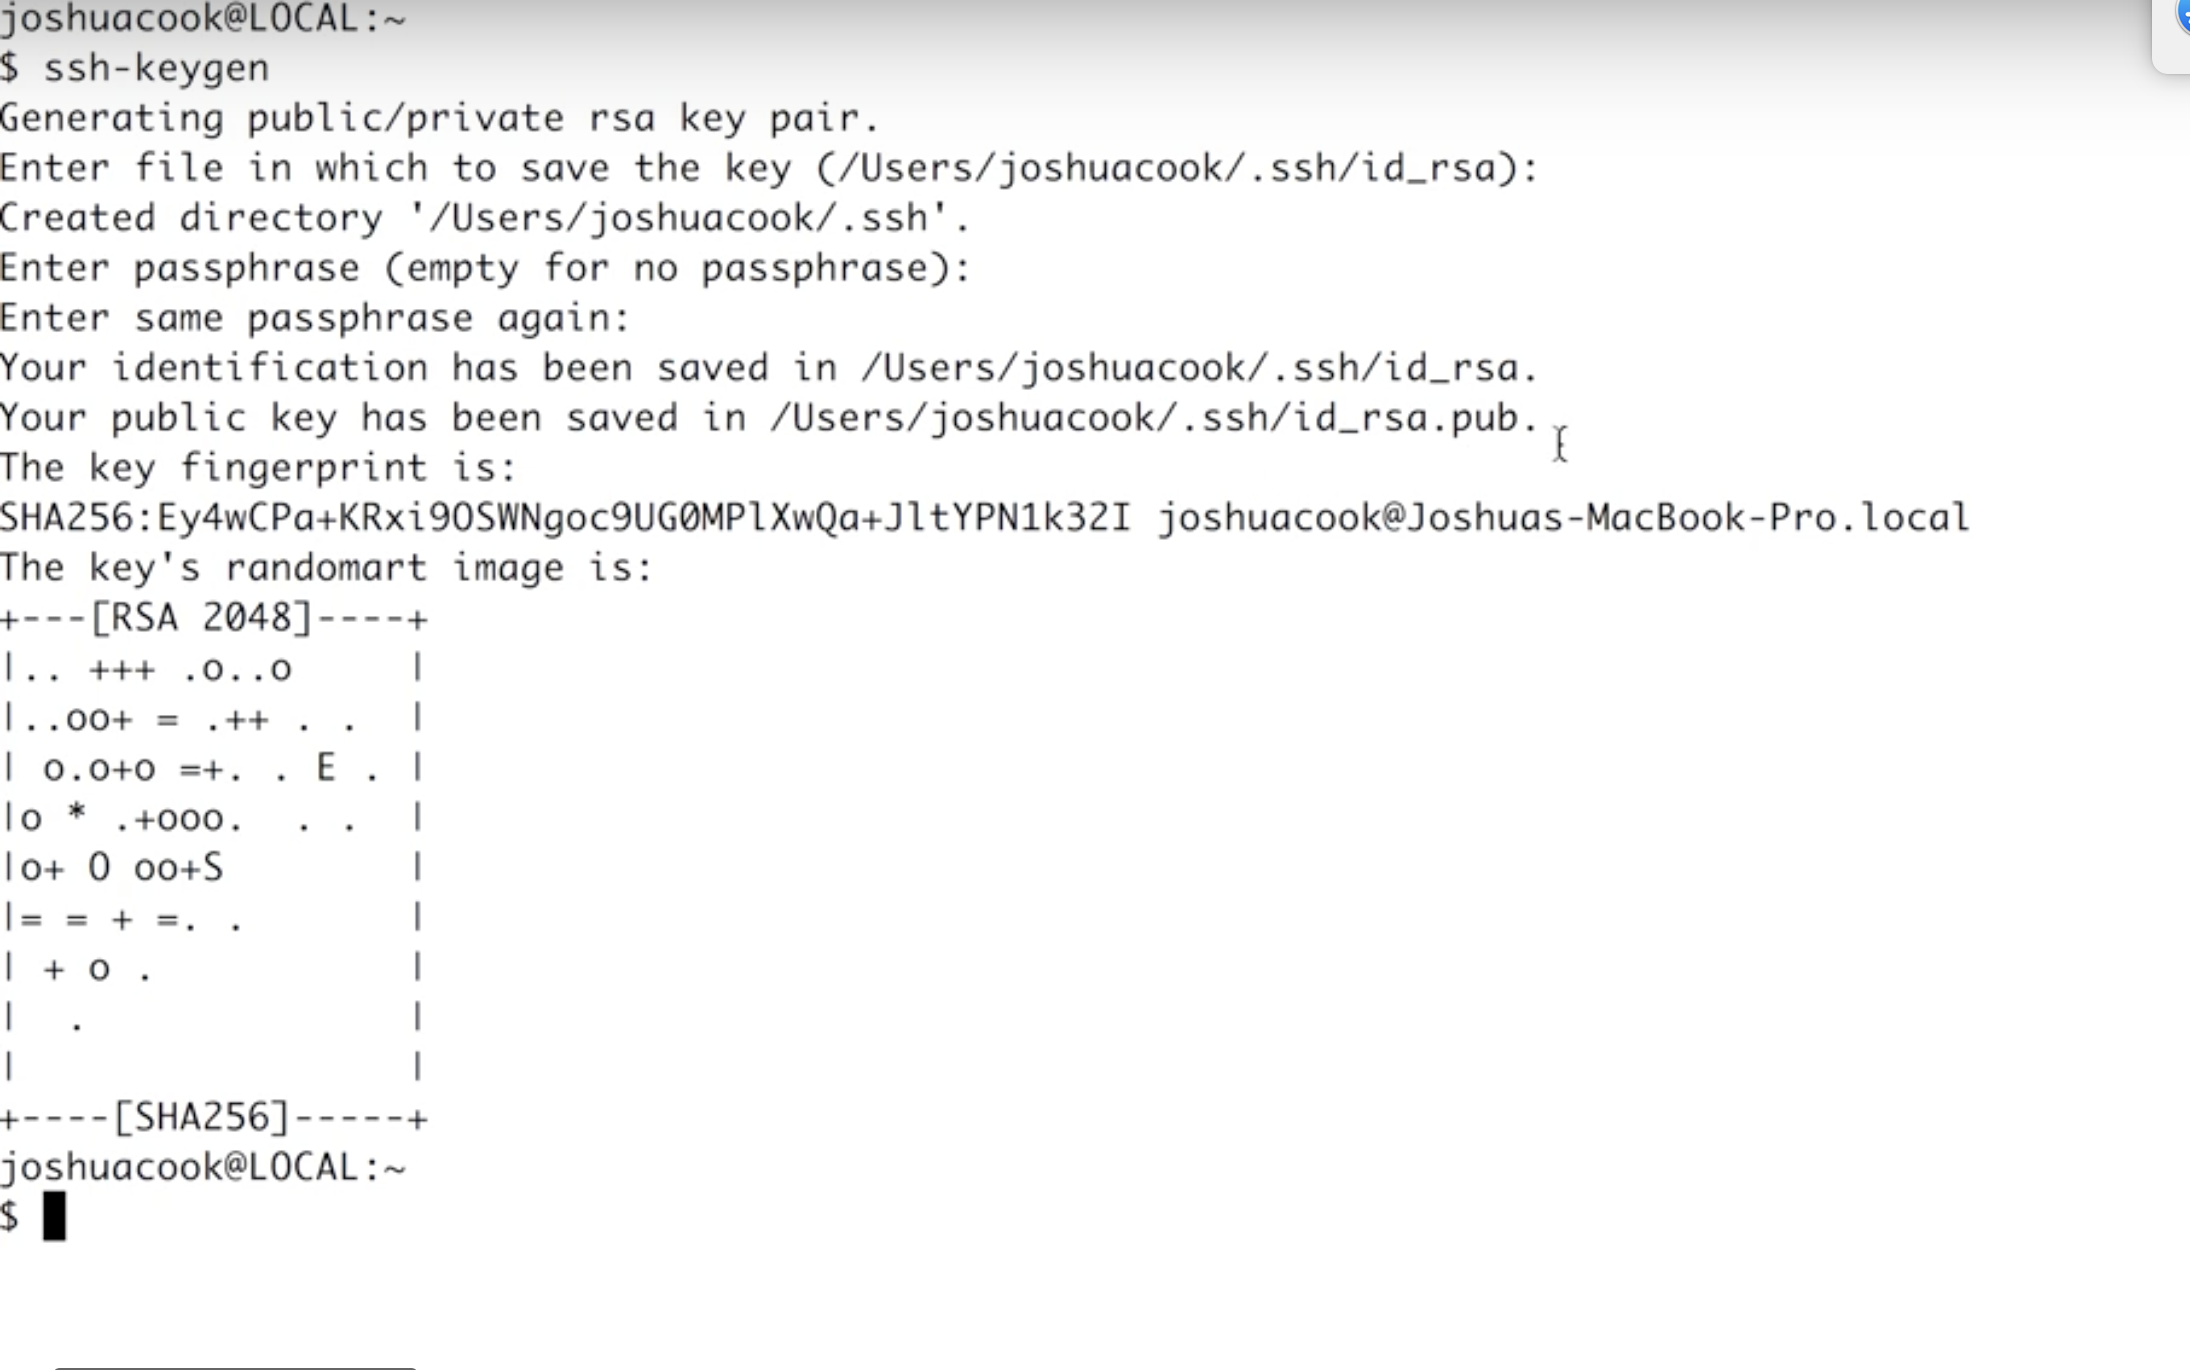 joshuacook@LOCAL:~
$ ssh-keygen
Generating public/private rsa key pair.
Enter file in which to save the key (/Users/joshuacook/.ssh/id_rsa):
Created directory '/Users/joshuacook/.ssh'.
Enter passphrase (empty for no passphrase):
Enter same passphrase again:
Your identification has been saved in /Users/joshuacook/.ssh/id_rsa.
Your public key has been saved in /Users/joshuacook/.ssh/id_rsa.pub.
The key fingerprint is:
SHA256:Ey4wCPa+KRxi9OSWNgoc9UG0MPlXwQa+JltYPN1k32I joshuacook@Joshuas-MacBook-Pro.local
The key's randomart image is:
+---[RSA 2048]----+
|.. +++ .o..o     |
|..oo+ = .++ . .  |
| o.o+o =+. . E . |
|o * .+ooo.  . .  |
|o+ O oo+S        |
|= = + =. .       |
| + o .           |
|  .              |
|                 |
+----[SHA256]-----+
joshuacook@LOCAL:~
$